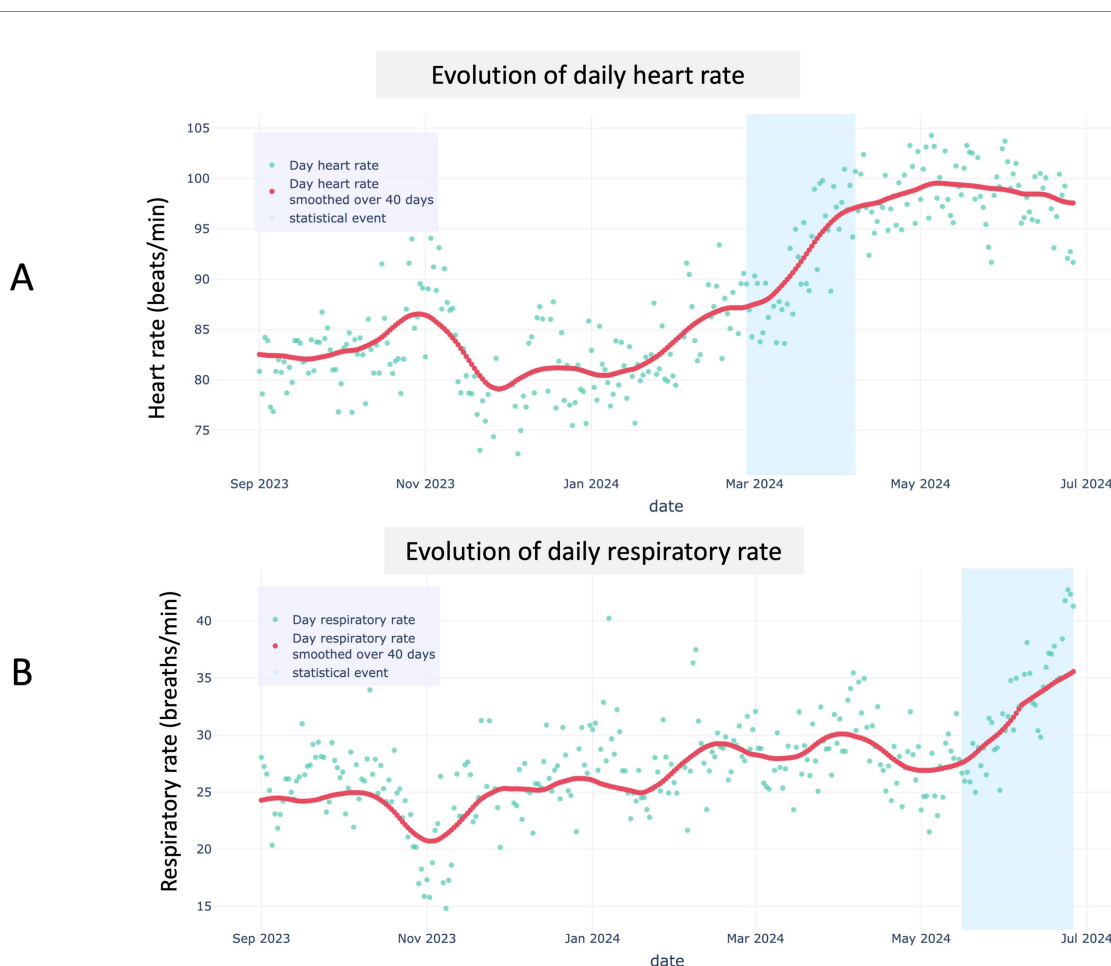 Evolution of daily heart rate
A
Heart rate (beats/min)
105
100
95
90
85
80
75
Day heart rate
Day heart rate
smoothed over 40 days
statistical event
Sep 2023
Nov 2023
Jan 2024
Mar 2024
May 2024
Jul 2024
date
Evolution of daily respiratory rate
B
Respiratory rate (breaths/min)
40
35
30
25
20
15
Day respiratory rate
Day respiratory rate
smoothed over 40 days
statistical event
Sep 2023
Nov 2023
Jan 2024
Mar 2024
May 2024
Jul 2024
date